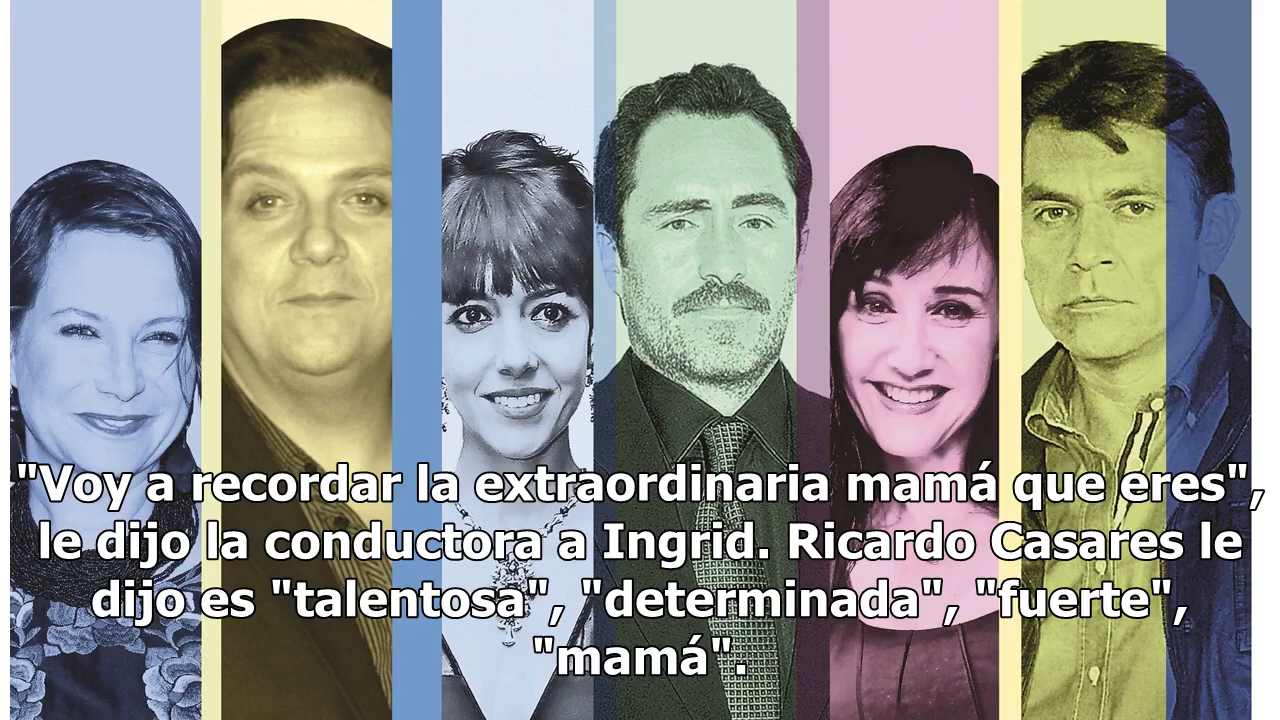 "Voy a recordar la extraordinaria mamá que eres",
le dijo la conductora a Ingrid. Ricardo Casares le
dijo es "talentosa", "determinada", "fuerte",
"mamá".